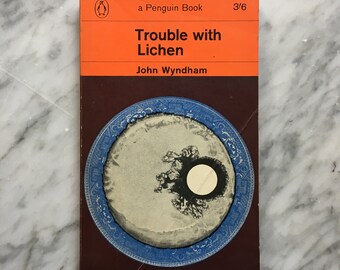 a Penguin Book
3'6
Trouble with
Lichen
John Wyndham